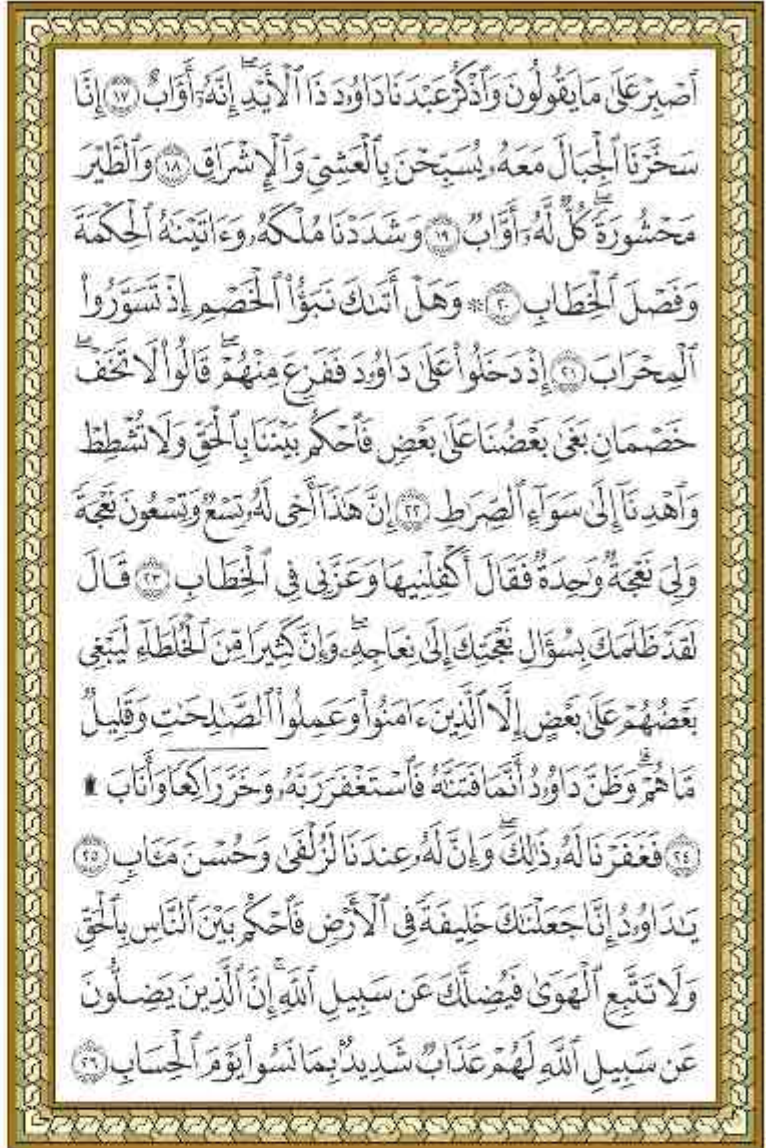 ٱصۡبِرۡ عَلَىٰ مَا يَقُولُونَ وَٱذۡكُرۡ عَبۡدَنَا دَاوُۥدَ ذَا ٱلۡأَيۡدِۖ إِنَّهُۥٓ أَوَّابٌ ١٧ إِنَّا
سَخَّرۡنَا ٱلۡجِبَالَ مَعَهُۥ يُسَبِّحۡنَ بِٱلۡعَشِيِّ وَٱلۡإِشۡرَاقِ ١٨ وَٱلطَّيۡرَ
مَحۡشُورَةٗۖ كُلّٞ لَّهُۥٓ أَوَّابٞ ١٩ وَشَدَدۡنَا مُلۡكَهُۥ وَءَاتَيۡنَٰهُ ٱلۡحِكۡمَةَ
وَفَصۡلَ ٱلۡخِطَابِ ٢٠ ۞ وَهَلۡ أَتَىٰكَ نَبَؤُاْ ٱلۡخَصۡمِ إِذۡ تَسَوَّرُواْ
ٱلۡمِحۡرَابَ ٢١ إِذۡ دَخَلُواْ عَلَىٰ دَاوُۥدَ فَفَزِعَ مِنۡهُمۡۖ قَالُواْ لَا تَخَفۡۖ
خَصۡمَانِ بَغَىٰ بَعۡضُنَا عَلَىٰ بَعۡضٖ فَٱحۡكُم بَيۡنَنَا بِٱلۡحَقِّ وَلَا تُشۡطِطۡ
وَٱهۡدِنَآ إِلَىٰ سَوَآءِ ٱلصِّرَٰطِ ٢٢ إِنَّ هَٰذَآ أَخِي لَهُۥ تِسۡعٞ وَتِسۡعُونَ نَعۡجَةٗ
وَلِيَ نَعۡجَةٞ وَٰحِدَةٞ فَقَالَ أَكۡفِلۡنِيهَا وَعَزَّنِي فِي ٱلۡخِطَابِ ٢٣ قَالَ
لَقَدۡ ظَلَمَكَ بِسُؤَالِ نَعۡجَتِكَ إِلَىٰ نِعَاجِهِۦۖ وَإِنَّ كَثِيرٗا مِّنَ ٱلۡخُلَطَآءِ لَيَبۡغِي
بَعۡضُهُمۡ عَلَىٰ بَعۡضٍ إِلَّا ٱلَّذِينَ ءَامَنُواْ وَعَمِلُواْ ٱلصَّٰلِحَٰتِ وَقَلِيلٞ
مَّا هُمۡۗ وَظَنَّ دَاوُۥدُ أَنَّمَا فَتَنَّٰهُ فَٱسۡتَغۡفَرَ رَبَّهُۥ وَخَرَّۤ رَاكِعٗاۤ وَأَنَابَ ۩
٢٤ فَغَفَرۡنَا لَهُۥ ذَٰلِكَۖ وَإِنَّ لَهُۥ عِندَنَا لَزُلۡفَىٰ وَحُسۡنَ مَـَٔابٖ ٢٥
يَٰدَاوُۥدُ إِنَّا جَعَلۡنَٰكَ خَلِيفَةٗ فِي ٱلۡأَرۡضِ فَٱحۡكُم بَيۡنَ ٱلنَّاسِ بِٱلۡحَقِّ
وَلَا تَتَّبِعِ ٱلۡهَوَىٰ فَيُضِلَّكَ عَن سَبِيلِ ٱللَّهِۚ إِنَّ ٱلَّذِينَ يَضِلُّونَ
عَن سَبِيلِ ٱللَّهِ لَهُمۡ عَذَابٞ شَدِيدُۢ بِمَا نَسُواْ يَوۡمَ ٱلۡحِسَابِ ٢٦